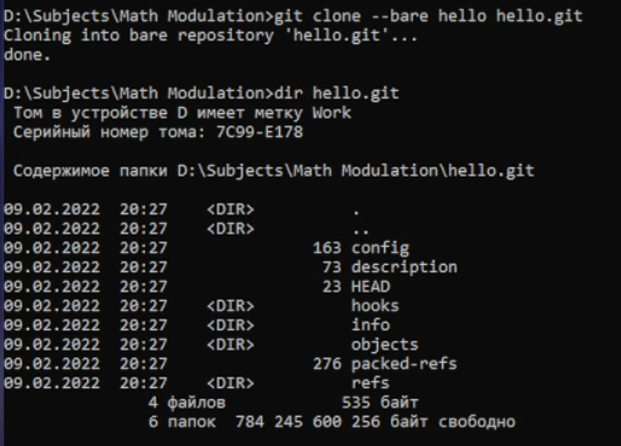 D:\Subjects\Math Modulation>git clone --bare hello hello.git
Cloning into bare repository 'hello.git'...
done.
D:\Subjects\Math Modulation>dir hello.git
Том в устройстве D имеет метку Work
Серийный номер тома: 7C99-E178
Содержимое папки D:\Subjects\Math Modulation\hello.git
09.02.2022  20:27    <DIR>          .
09.02.2022  20:27    <DIR>          ..
09.02.2022  20:27               163 config
09.02.2022  20:27                73 description
09.02.2022  20:27                23 HEAD
09.02.2022  20:27    <DIR>          hooks
09.02.2022  20:27    <DIR>          info
09.02.2022  20:27    <DIR>          objects
09.02.2022  20:27               276 packed-refs
09.02.2022  20:27    <DIR>          refs
4 файлов            535 байт
6 папок  784 245 600 256 байт свободно